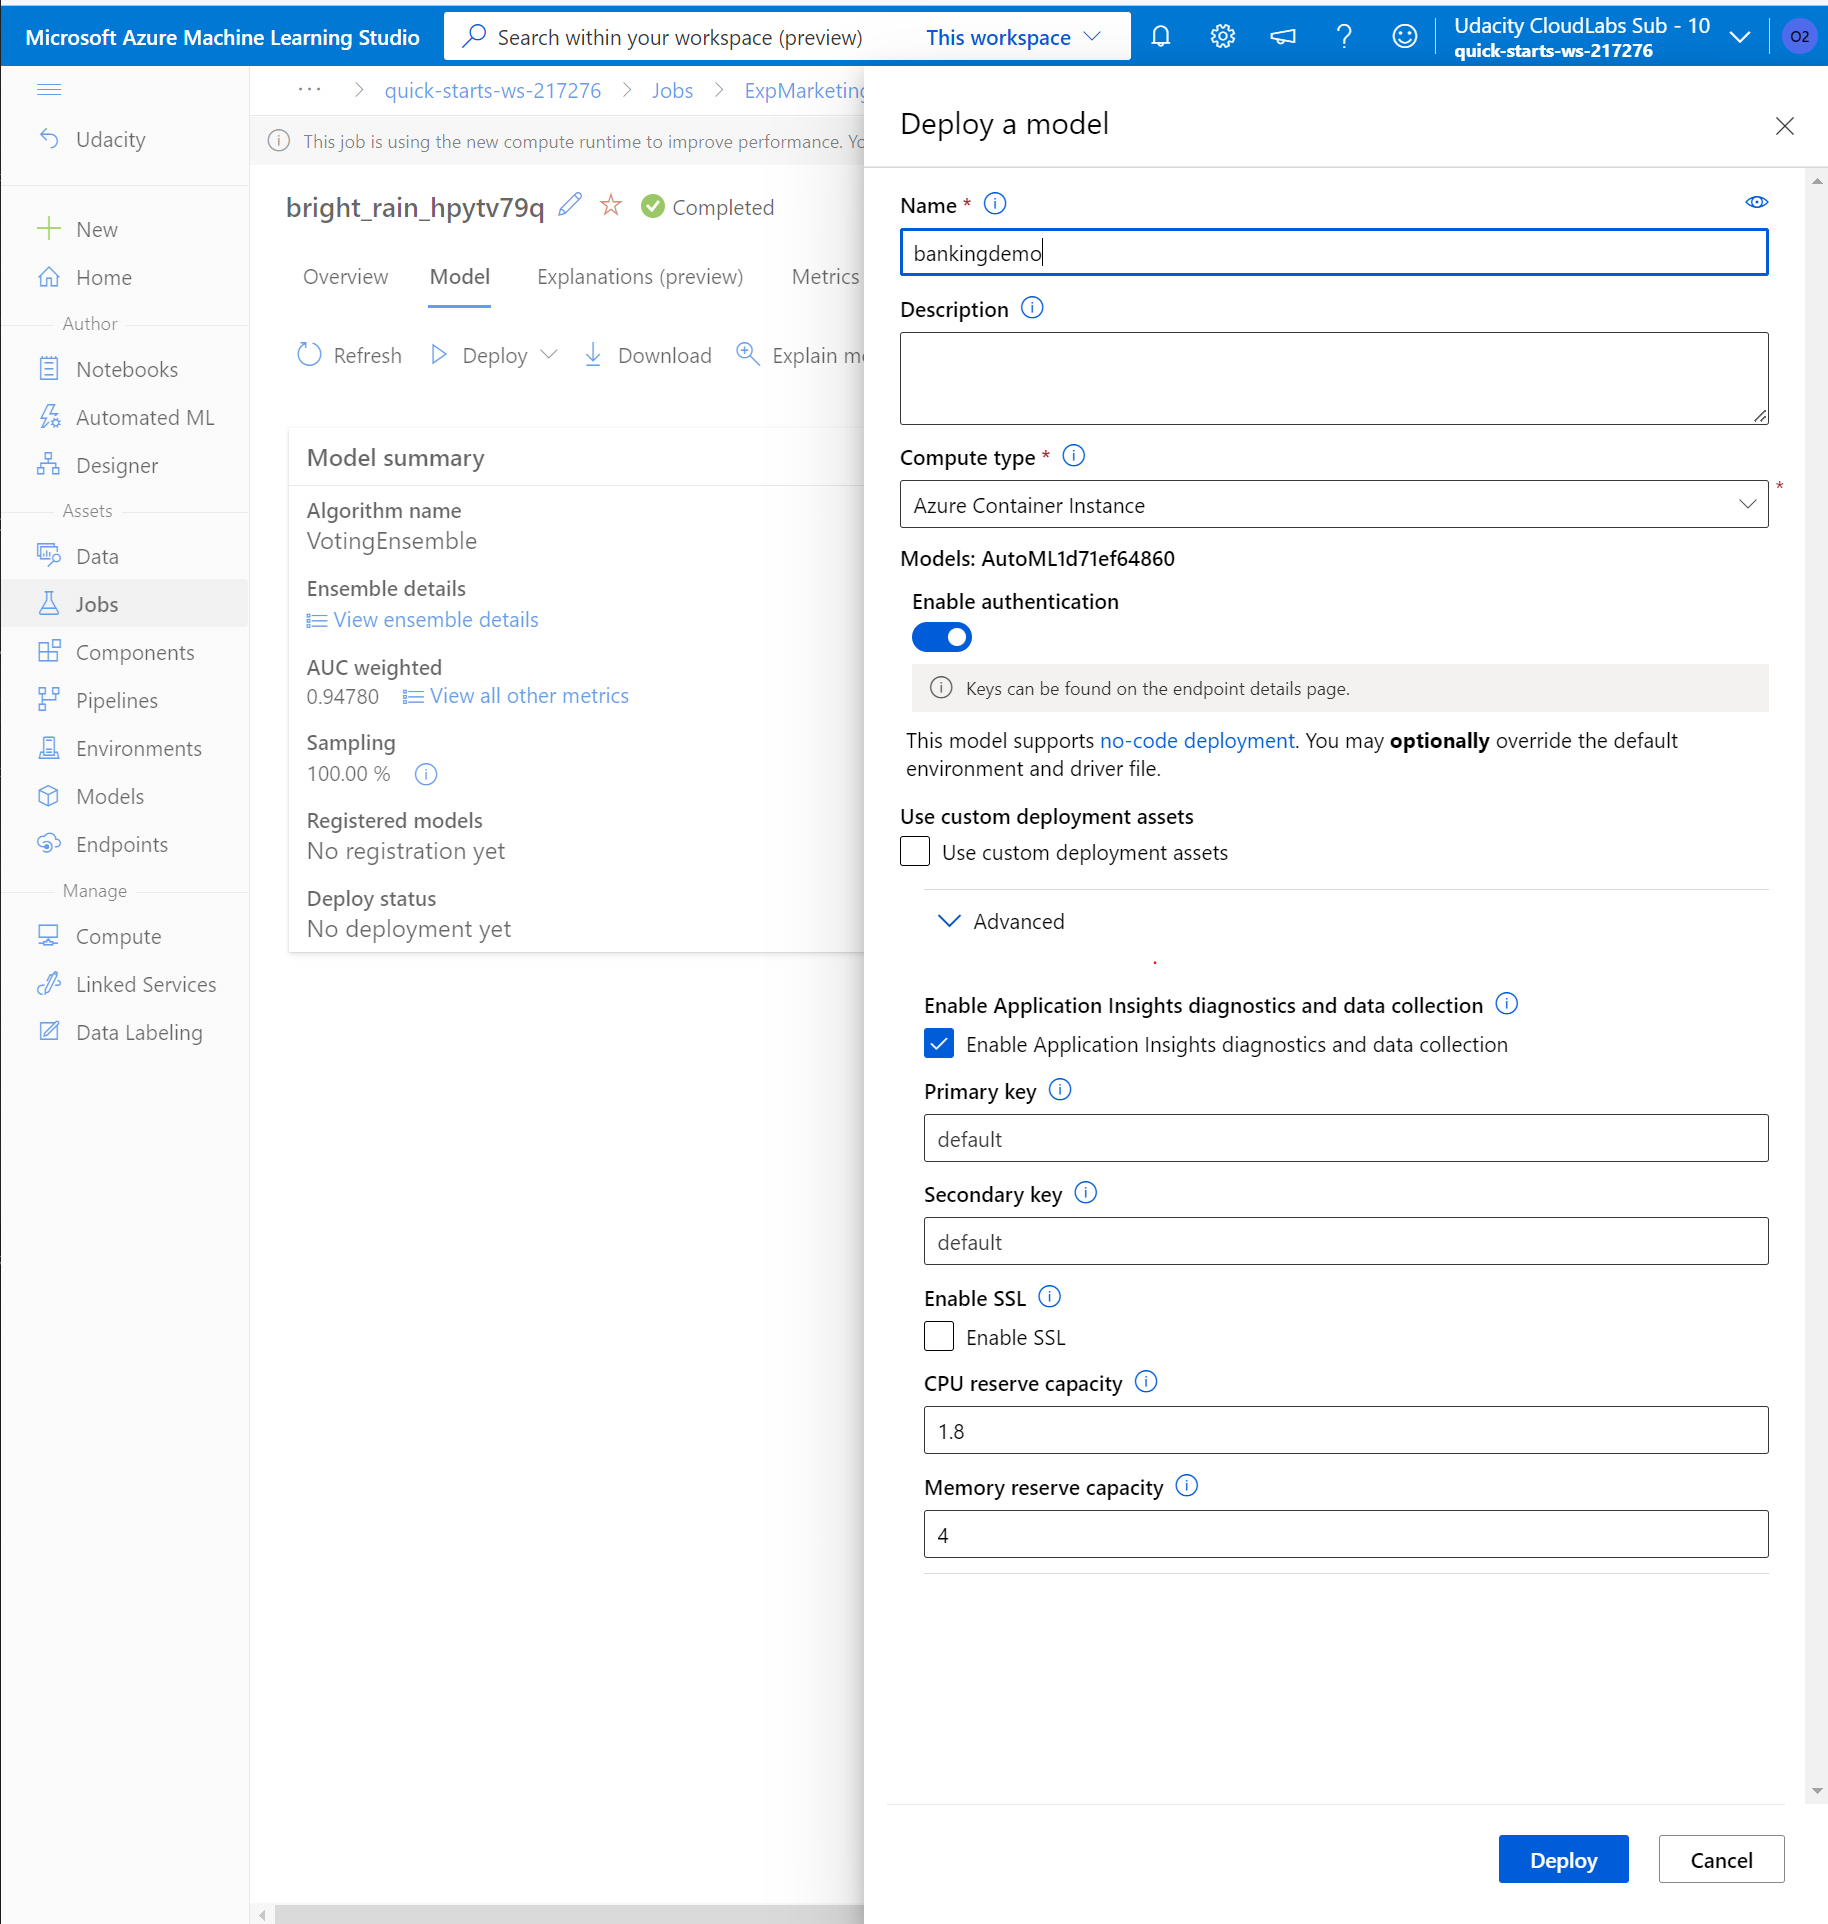 Microsoft Azure Machine Learning Studio
Search within your workspace (preview)
This workspace
Udacity CloudLabs Sub - 10
quick-starts-ws-217276
O2
Udacity
New
Home
Author
Notebooks
Automated ML
Designer
Assets
Data
Jobs
Components
Pipelines
Environments
Models
Endpoints
Manage
Compute
Linked Services
Data Labeling
... > quick-starts-ws-217276 > Jobs > ExpMarketing
This job is using the new compute runtime to improve performance. Yo
bright_rain_hpytv79q
Completed
Overview Model Explanations (preview) Metrics
Refresh Deploy Download Explain m
Model summary
Algorithm name
VotingEnsemble
Ensemble details
View ensemble details
AUC weighted
0.94780 View all other metrics
Sampling
100.00 %
Registered models
No registration yet
Deploy status
No deployment yet
Deploy a model
Name *
bankingdemo
Description
Compute type *
Azure Container Instance *
Models: AutoML1d71ef64860
Enable authentication
Keys can be found on the endpoint details page.
This model supports no-code deployment. You may optionally override the default
environment and driver file.
Use custom deployment assets
Use custom deployment assets
Advanced
Enable Application Insights diagnostics and data collection
Enable Application Insights diagnostics and data collection
Primary key
default
Secondary key
default
Enable SSL
Enable SSL
CPU reserve capacity
1.8
Memory reserve capacity
4
Deploy
Cancel